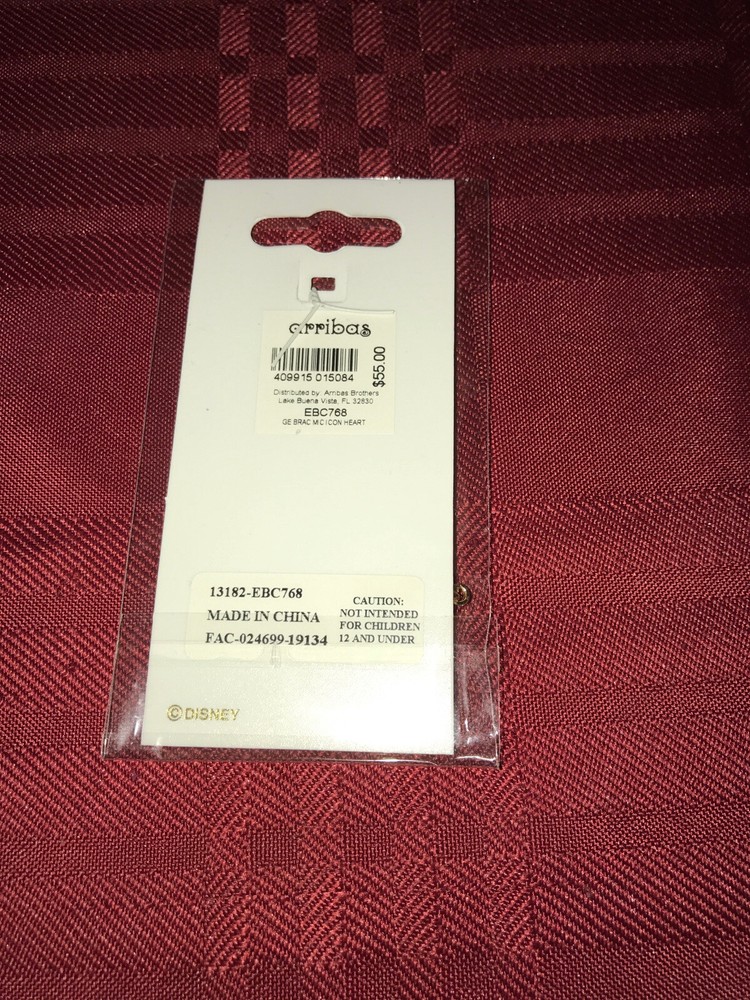 arribas
409915 015084
$55.00
Distributed by: Arribas Brothers
Lake Buena Vista, FL 32830
EBC768
GE BRAC MIC ICON HEART
13182-EBC768
MADE IN CHINA
FAC-024699-19134
CAUTION:
NOT INTENDED
FOR CHILDREN
12 AND UNDER
©DISNEY